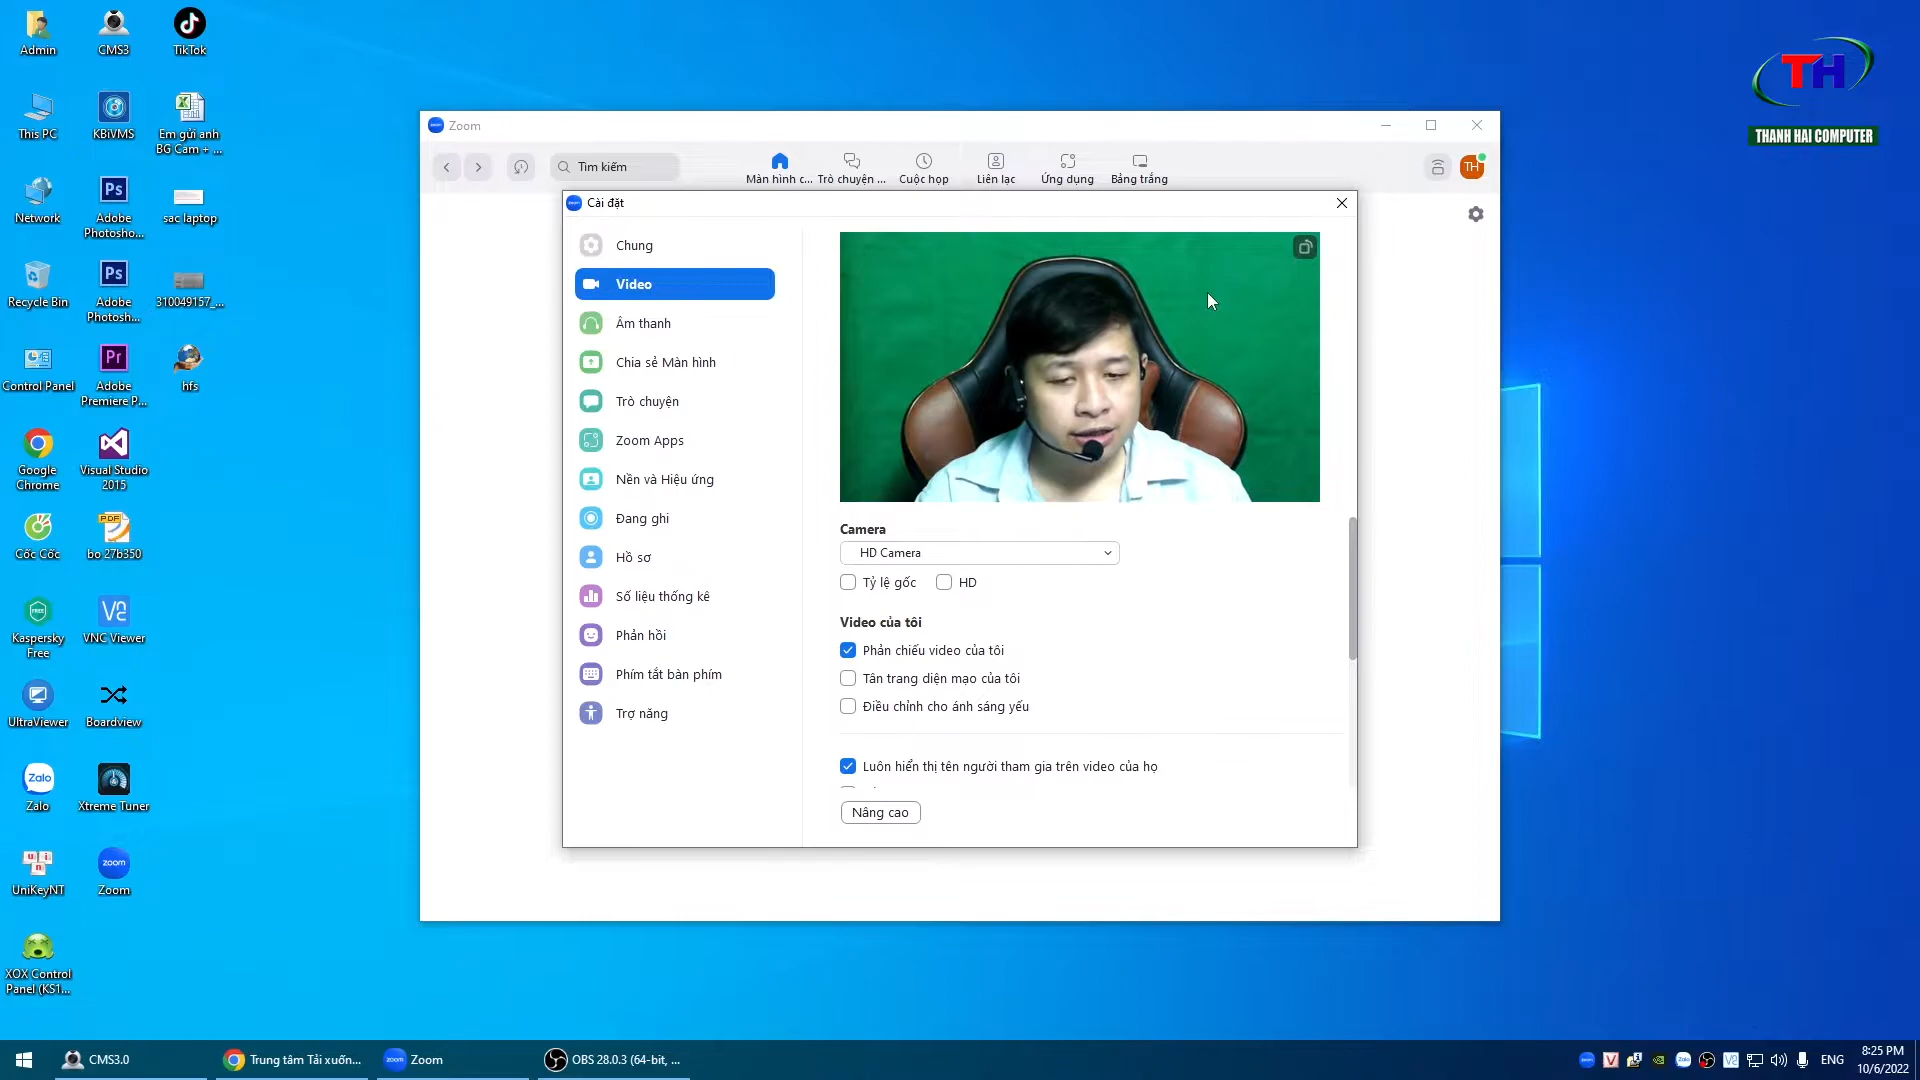 Admin
CMS3
TikTok
This PC
KBiVMS
Em gửi anh
BG Cam + ...
Network
Adobe
Photosho...
sac laptop
Recycle Bin
Adobe
Photosh...
310049157_...
Control Panel
Adobe
Premiere P...
hfs
Google
Chrome
Visual Studio
2015
Cốc Cốc
bo 27b350
Kaspersky
Free
VNC Viewer
UltraViewer
Boardview
Zalo
Xtreme Tuner
UniKeyNT
Zoom
XOX Control
Panel (KS1...
TH
THANH HAI COMPUTER
Zoom
Tìm kiếm
Màn hình c...
Trò chuyện ...
Cuộc họp
Liên lạc
Ứng dụng
Bảng trắng
TH
Cài đặt
Chung
Video
Âm thanh
Chia sẻ Màn hình
Trò chuyện
Zoom Apps
Nền và Hiệu ứng
Đang ghi
Hồ sơ
Số liệu thống kê
Phản hồi
Phím tắt bàn phím
Trợ năng
Camera
HD Camera
Tỷ lệ gốc
HD
Video của tôi
Phản chiếu video của tôi
Tân trang diện mạo của tôi
Điều chỉnh cho ánh sáng yếu
Luôn hiển thị tên người tham gia trên video của họ
Nâng cao
CMS3.0
Trung tâm Tải xuốn...
Zoom
OBS 28.0.3 (64-bit, ...
ENG
8:25 PM
10/6/2022